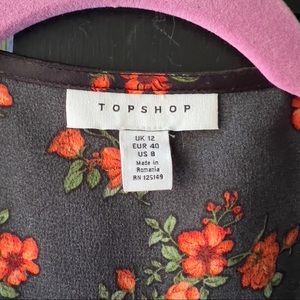 TOPSHOP
UK 12
EUR 40
US 8
Made in
Romania
RN 125149